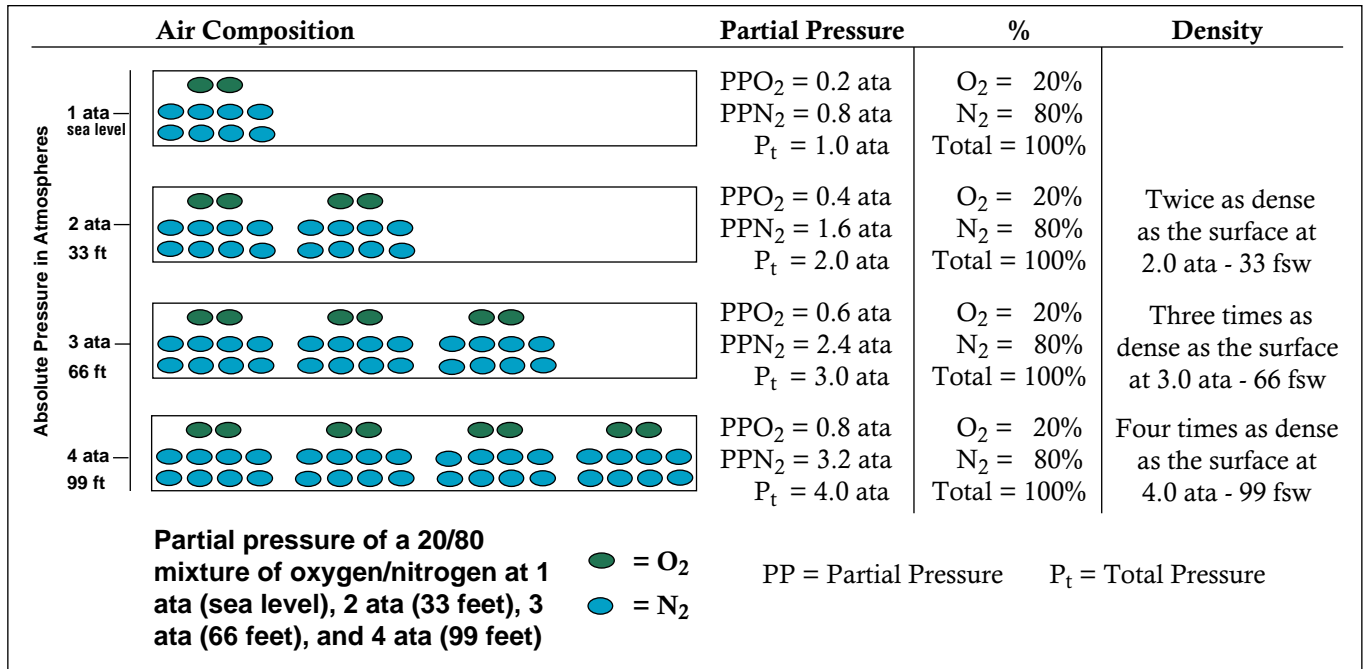 Air Composition Partial Pressure % Density
Absolute Pressure in Atmospheres
1 ata
sea level
PPO₂ = 0.2 ata O₂ = 20%
PPN₂ = 0.8 ata N₂ = 80%
Pₜ = 1.0 ata Total = 100%
2 ata
33 ft
PPO₂ = 0.4 ata O₂ = 20% Twice as dense
PPN₂ = 1.6 ata N₂ = 80% as the surface at
Pₜ = 2.0 ata Total = 100% 2.0 ata - 33 fsw
3 ata
66 ft
PPO₂ = 0.6 ata O₂ = 20% Three times as
PPN₂ = 2.4 ata N₂ = 80% dense as the surface
Pₜ = 3.0 ata Total = 100% at 3.0 ata - 66 fsw
4 ata
99 ft
PPO₂ = 0.8 ata O₂ = 20% Four times as dense
PPN₂ = 3.2 ata N₂ = 80% as the surface at
Pₜ = 4.0 ata Total = 100% 4.0 ata - 99 fsw
Partial pressure of a 20/80
mixture of oxygen/nitrogen at 1
ata (sea level), 2 ata (33 feet), 3
ata (66 feet), and 4 ata (99 feet)
= O₂
= N₂
PP = Partial Pressure Pₜ = Total Pressure